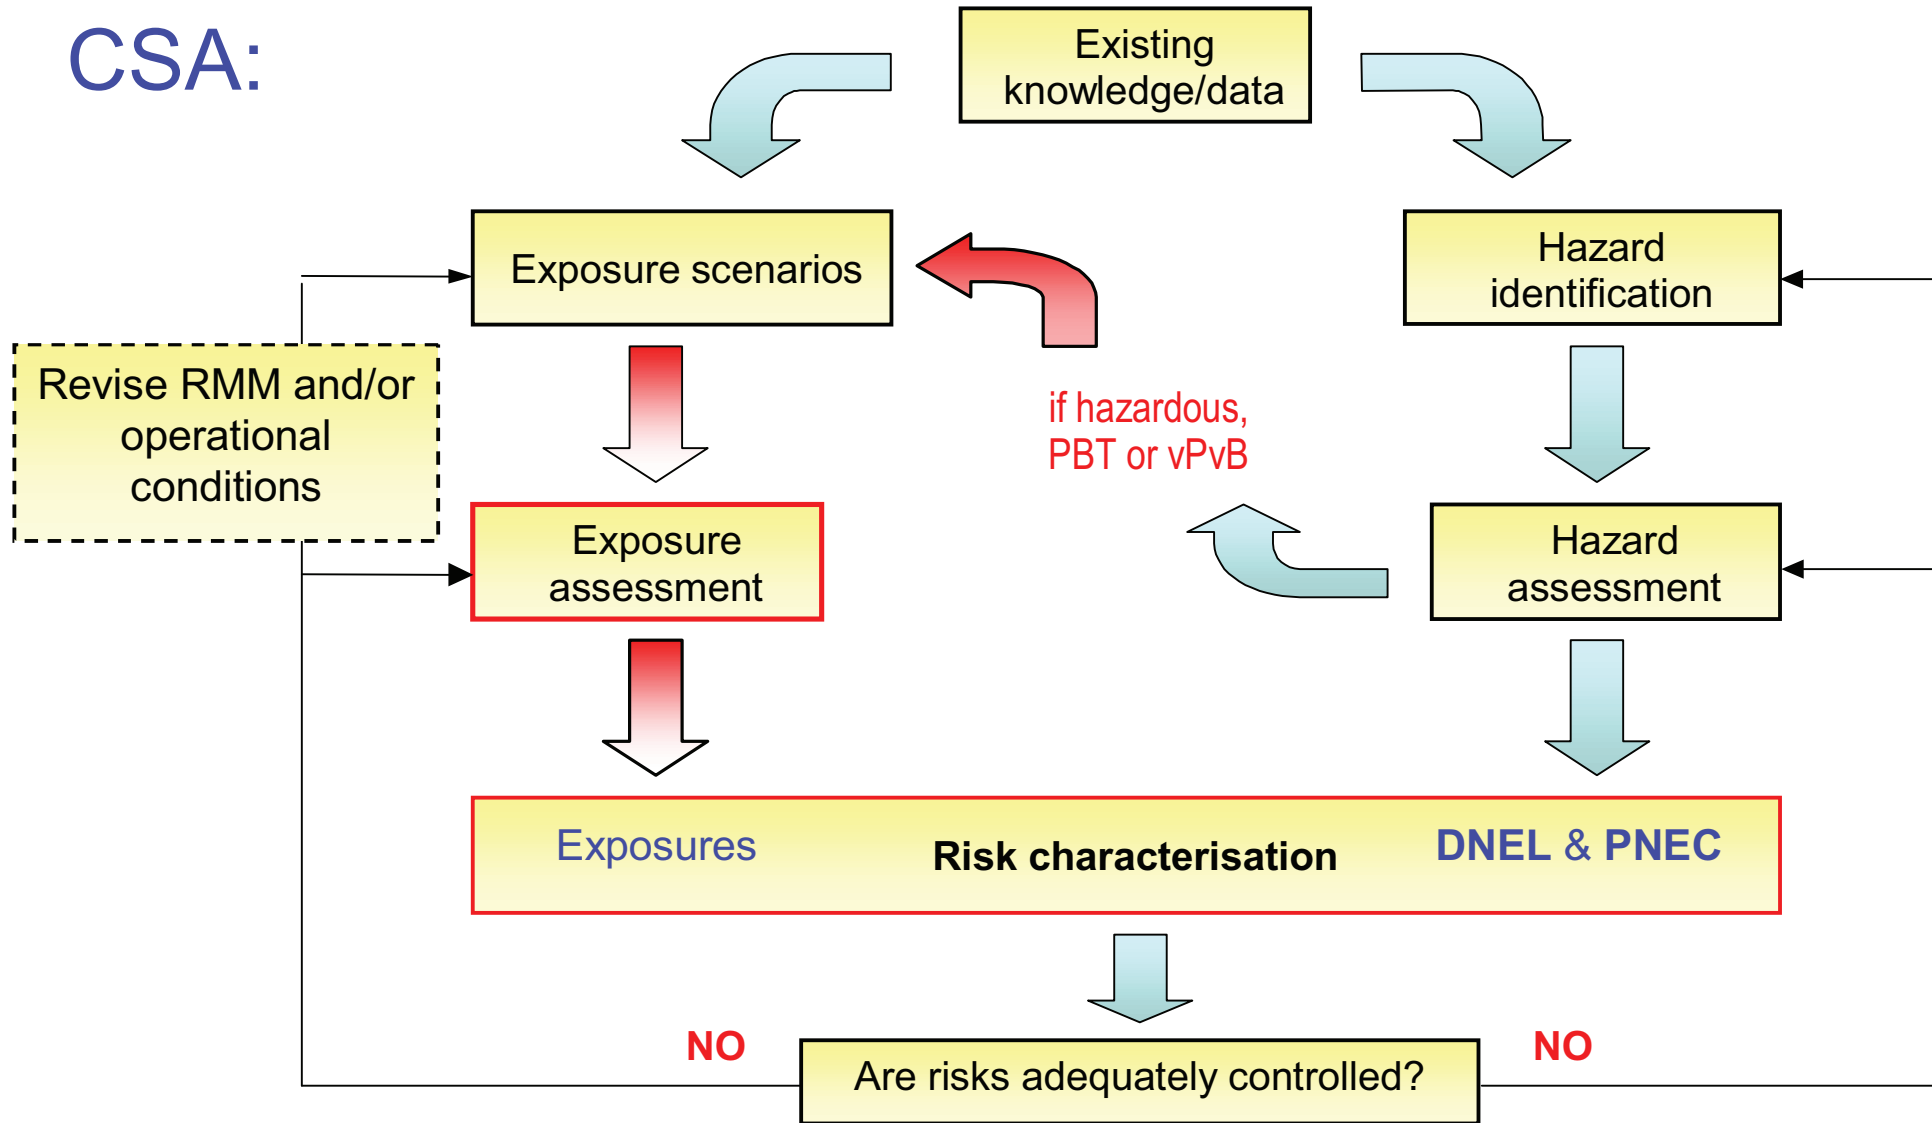 CSA:
Existing
knowledge/data
Exposure scenarios
Hazard
identification
Revise RMM and/or
operational
conditions
if hazardous,
PBT or vPvB
Exposure
assessment
Hazard
assessment
Exposures
Risk characterisation
DNEL & PNEC
NO
NO
Are risks adequately controlled?